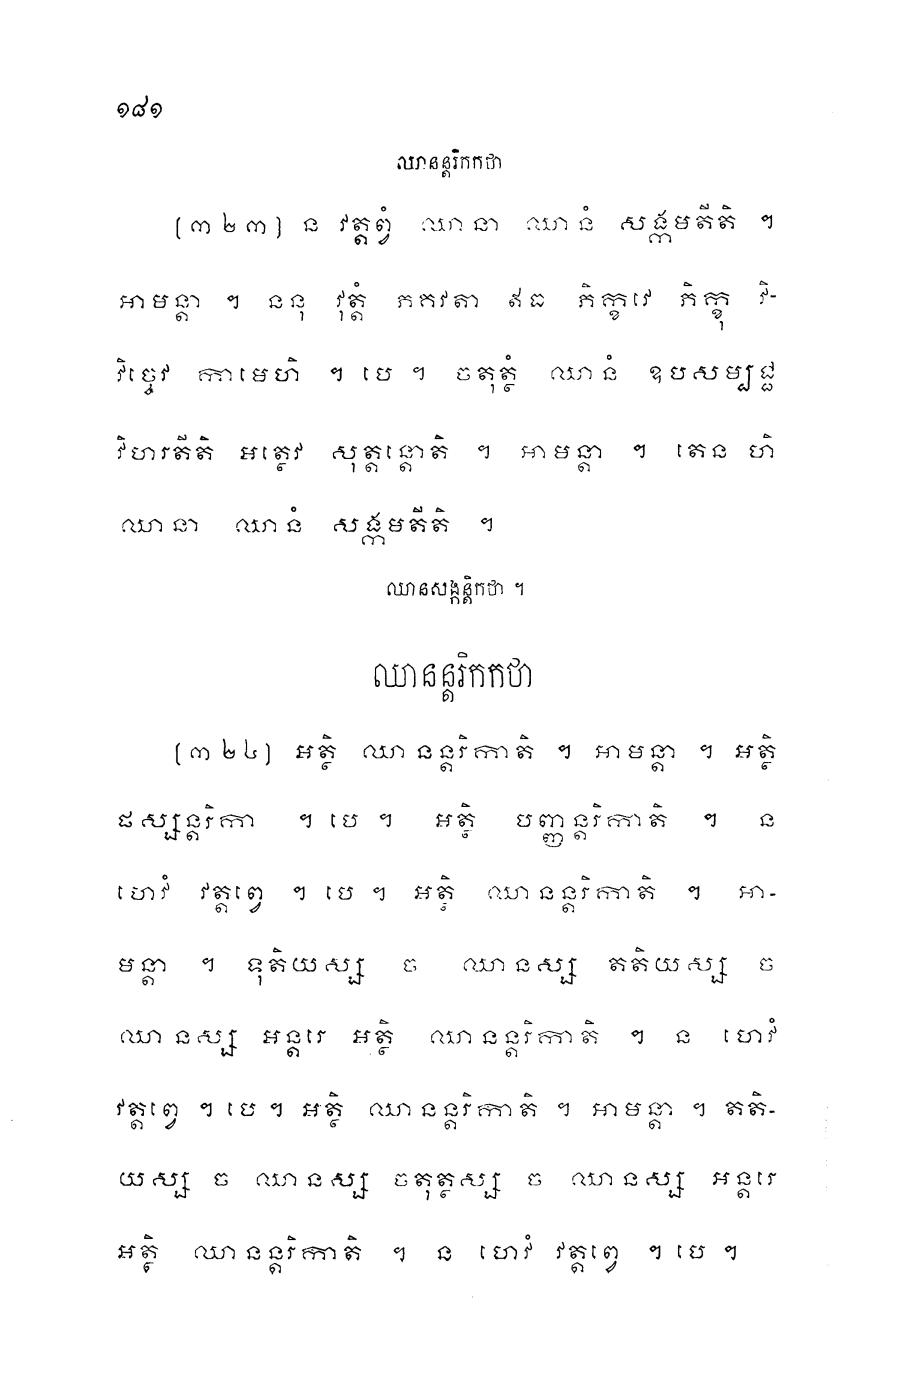 ១៨១
ឈានន្តរិកកថា
(៣២៣) ន វត្តព្វំ ឈានា ឈានំ សង្កមតីតិ ។
អាមន្តា ។ ននុ វុត្តំ ភគវតា ឥធ ភិក្ខវេ ភិក្ខុ វិ-
វិច្ចេវ កាមេហិ ។ បេ ។ ចតុត្ថំ ឈានំ ឧបសម្បជ្ជ
វិហរតីតិ អត្ថេវ សុត្តន្តោតិ ។ អាមន្តា ។ តេន ហិ
ឈានា ឈានំ សង្កមតីតិ ។
ឈានសង្កន្តិកថា ។
ឈានន្តរិកកថា
(៣២៤) អត្ថិ ឈានន្តរិកាតិ ។ អាមន្តា ។ អត្ថិ
ផស្សន្តរិកា ។ បេ ។ អត្ថិ បញ្ញន្តរិកាតិ ។ ន
ហេវំ វត្តព្វេ ។ បេ ។ អត្ថិ ឈានន្តរិកាតិ ។ អា-
មន្តា ។ ទុតិយស្ស ច ឈានស្ស តតិយស្ស ច
ឈានស្ស អន្តរេ អត្ថិ ឈានន្តរិកាតិ ។ ន ហេវំ
វត្តព្វេ ។ បេ ។ អត្ថិ ឈានន្តរិកាតិ ។ អាមន្តា ។ តតិ-
យស្ស ច ឈានស្ស ចតុត្ថស្ស ច ឈានស្ស អន្តរេ
អត្ថិ ឈានន្តរិកាតិ ។ ន ហេវំ វត្តព្វេ ។ បេ ។